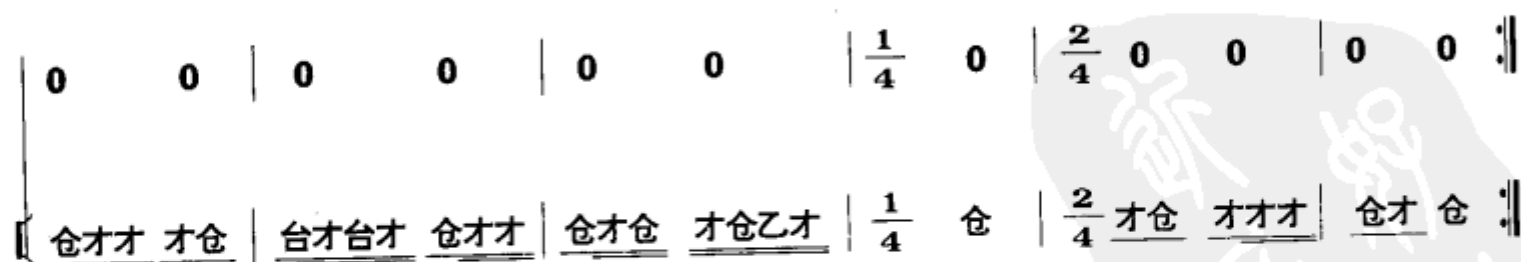 0 0 | 0 0 | 0 0 | 1/4 0 | 2/4 0 0 | 0 0 :‖
仓才才 才仓 | 台才台才 仓才才 | 仓才仓 才仓乙才 | 1/4 仓 | 2/4 才仓 才才才 | 仓才 仓 :‖